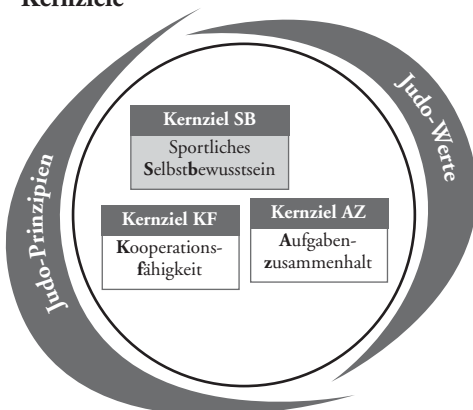 Kernziele
Judo-Werte
Kernziel SB
Sportliches
Selbstbewusstsein
Judo-Prinzipien
Kernziel KF
Kooperations-
fähigkeit
Kernziel AZ
Aufgaben-
zusammenhalt